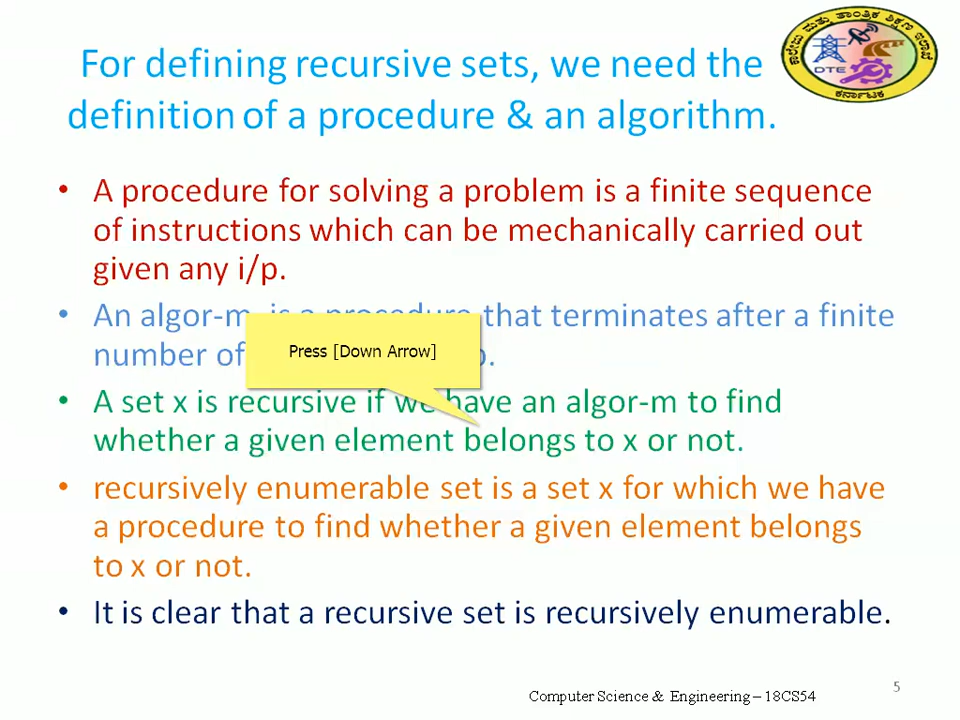 For defining recursive sets, we need the
definition of a procedure & an algorithm.
DTE
ಕರ್ನಾಟಕ
• A procedure for solving a problem is a finite sequence
of instructions which can be mechanically carried out
given any i/p.
• An algor-m is a procedure that terminates after a finite
number of
Press [Down Arrow]
• A set x is recursive if we have an algor-m to find
whether a given element belongs to x or not.
• recursively enumerable set is a set x for which we have
a procedure to find whether a given element belongs
to x or not.
• It is clear that a recursive set is recursively enumerable.
Computer Science & Engineering – 18CS54
5